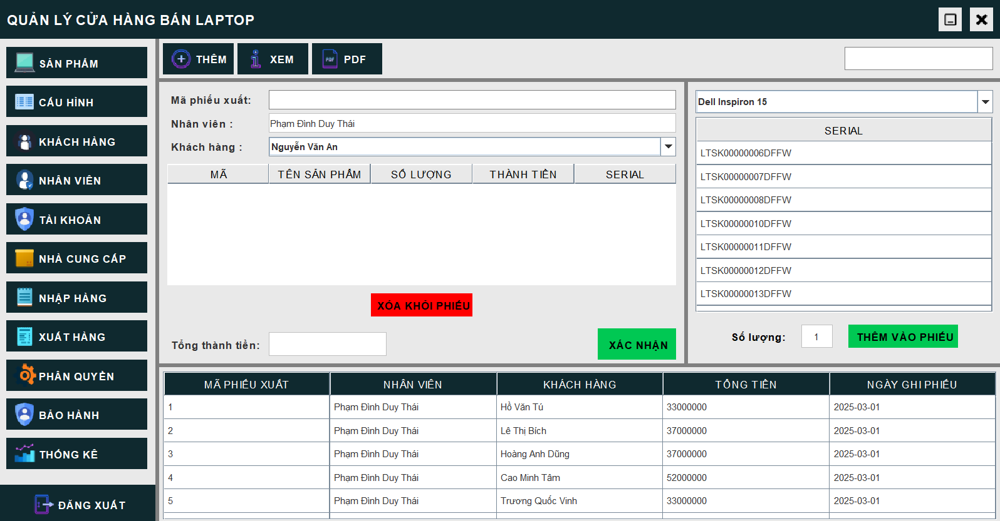 QUẢN LÝ CỬA HÀNG BÁN LAPTOP
SẢN PHẨM
CẤU HÌNH
KHÁCH HÀNG
NHÂN VIÊN
TÀI KHOẢN
NHÀ CUNG CẤP
NHẬP HÀNG
XUẤT HÀNG
PHÂN QUYỀN
BẢO HÀNH
THỐNG KÊ
ĐĂNG XUẤT
THÊM
XEM
PDF
Mã phiếu xuất:
Nhân viên :
Phạm Đình Duy Thái
Khách hàng :
Nguyễn Văn An
MÃ TÊN SẢN PHẨM SỐ LƯỢNG THÀNH TIỀN SERIAL
XÓA KHỎI PHIẾU
Tổng thành tiền:
XÁC NHẬN
Dell Inspiron 15
SERIAL
LTSK00000006DFFW
LTSK00000007DFFW
LTSK00000008DFFW
LTSK00000010DFFW
LTSK00000011DFFW
LTSK00000012DFFW
LTSK00000013DFFW
Số lượng: 1 THÊM VÀO PHIẾU
MÃ PHIẾU XUẤT NHÂN VIÊN KHÁCH HÀNG TỔNG TIỀN NGÀY GHI PHIẾU
1 Phạm Đình Duy Thái Hồ Văn Tú 33000000 2025-03-01
2 Phạm Đình Duy Thái Lê Thị Bích 37000000 2025-03-01
3 Phạm Đình Duy Thái Hoàng Anh Dũng 37000000 2025-03-01
4 Phạm Đình Duy Thái Cao Minh Tâm 52000000 2025-03-01
5 Phạm Đình Duy Thái Trương Quốc Vinh 33000000 2025-03-01